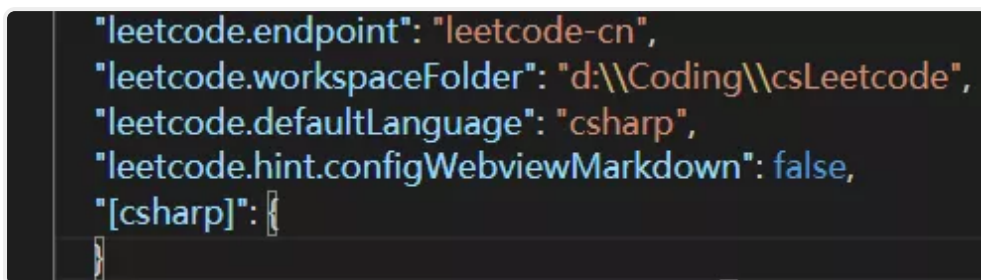 "leetcode.endpoint": "leetcode-cn",
"leetcode.workspaceFolder": "d:\\Coding\\csLeetcode",
"leetcode.defaultLanguage": "csharp",
"leetcode.hint.configWebviewMarkdown": false,
"[csharp]": {
}